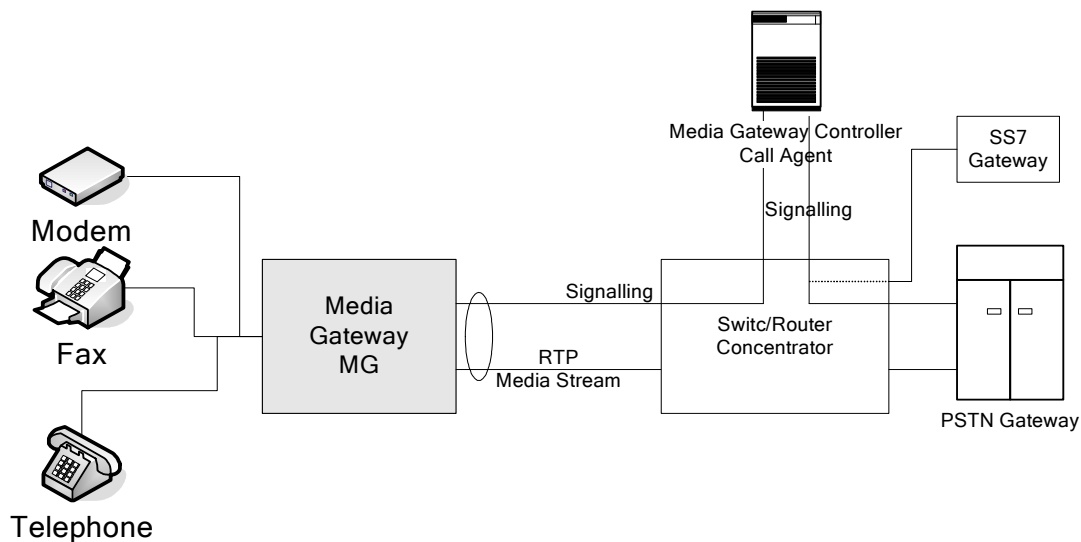 Media Gateway Controller
Call Agent
SS7
Gateway
Signalling
Modem
Fax
Telephone
Media
Gateway
MG
Signalling
RTP
Media Stream
Switc/Router
Concentrator
PSTN Gateway